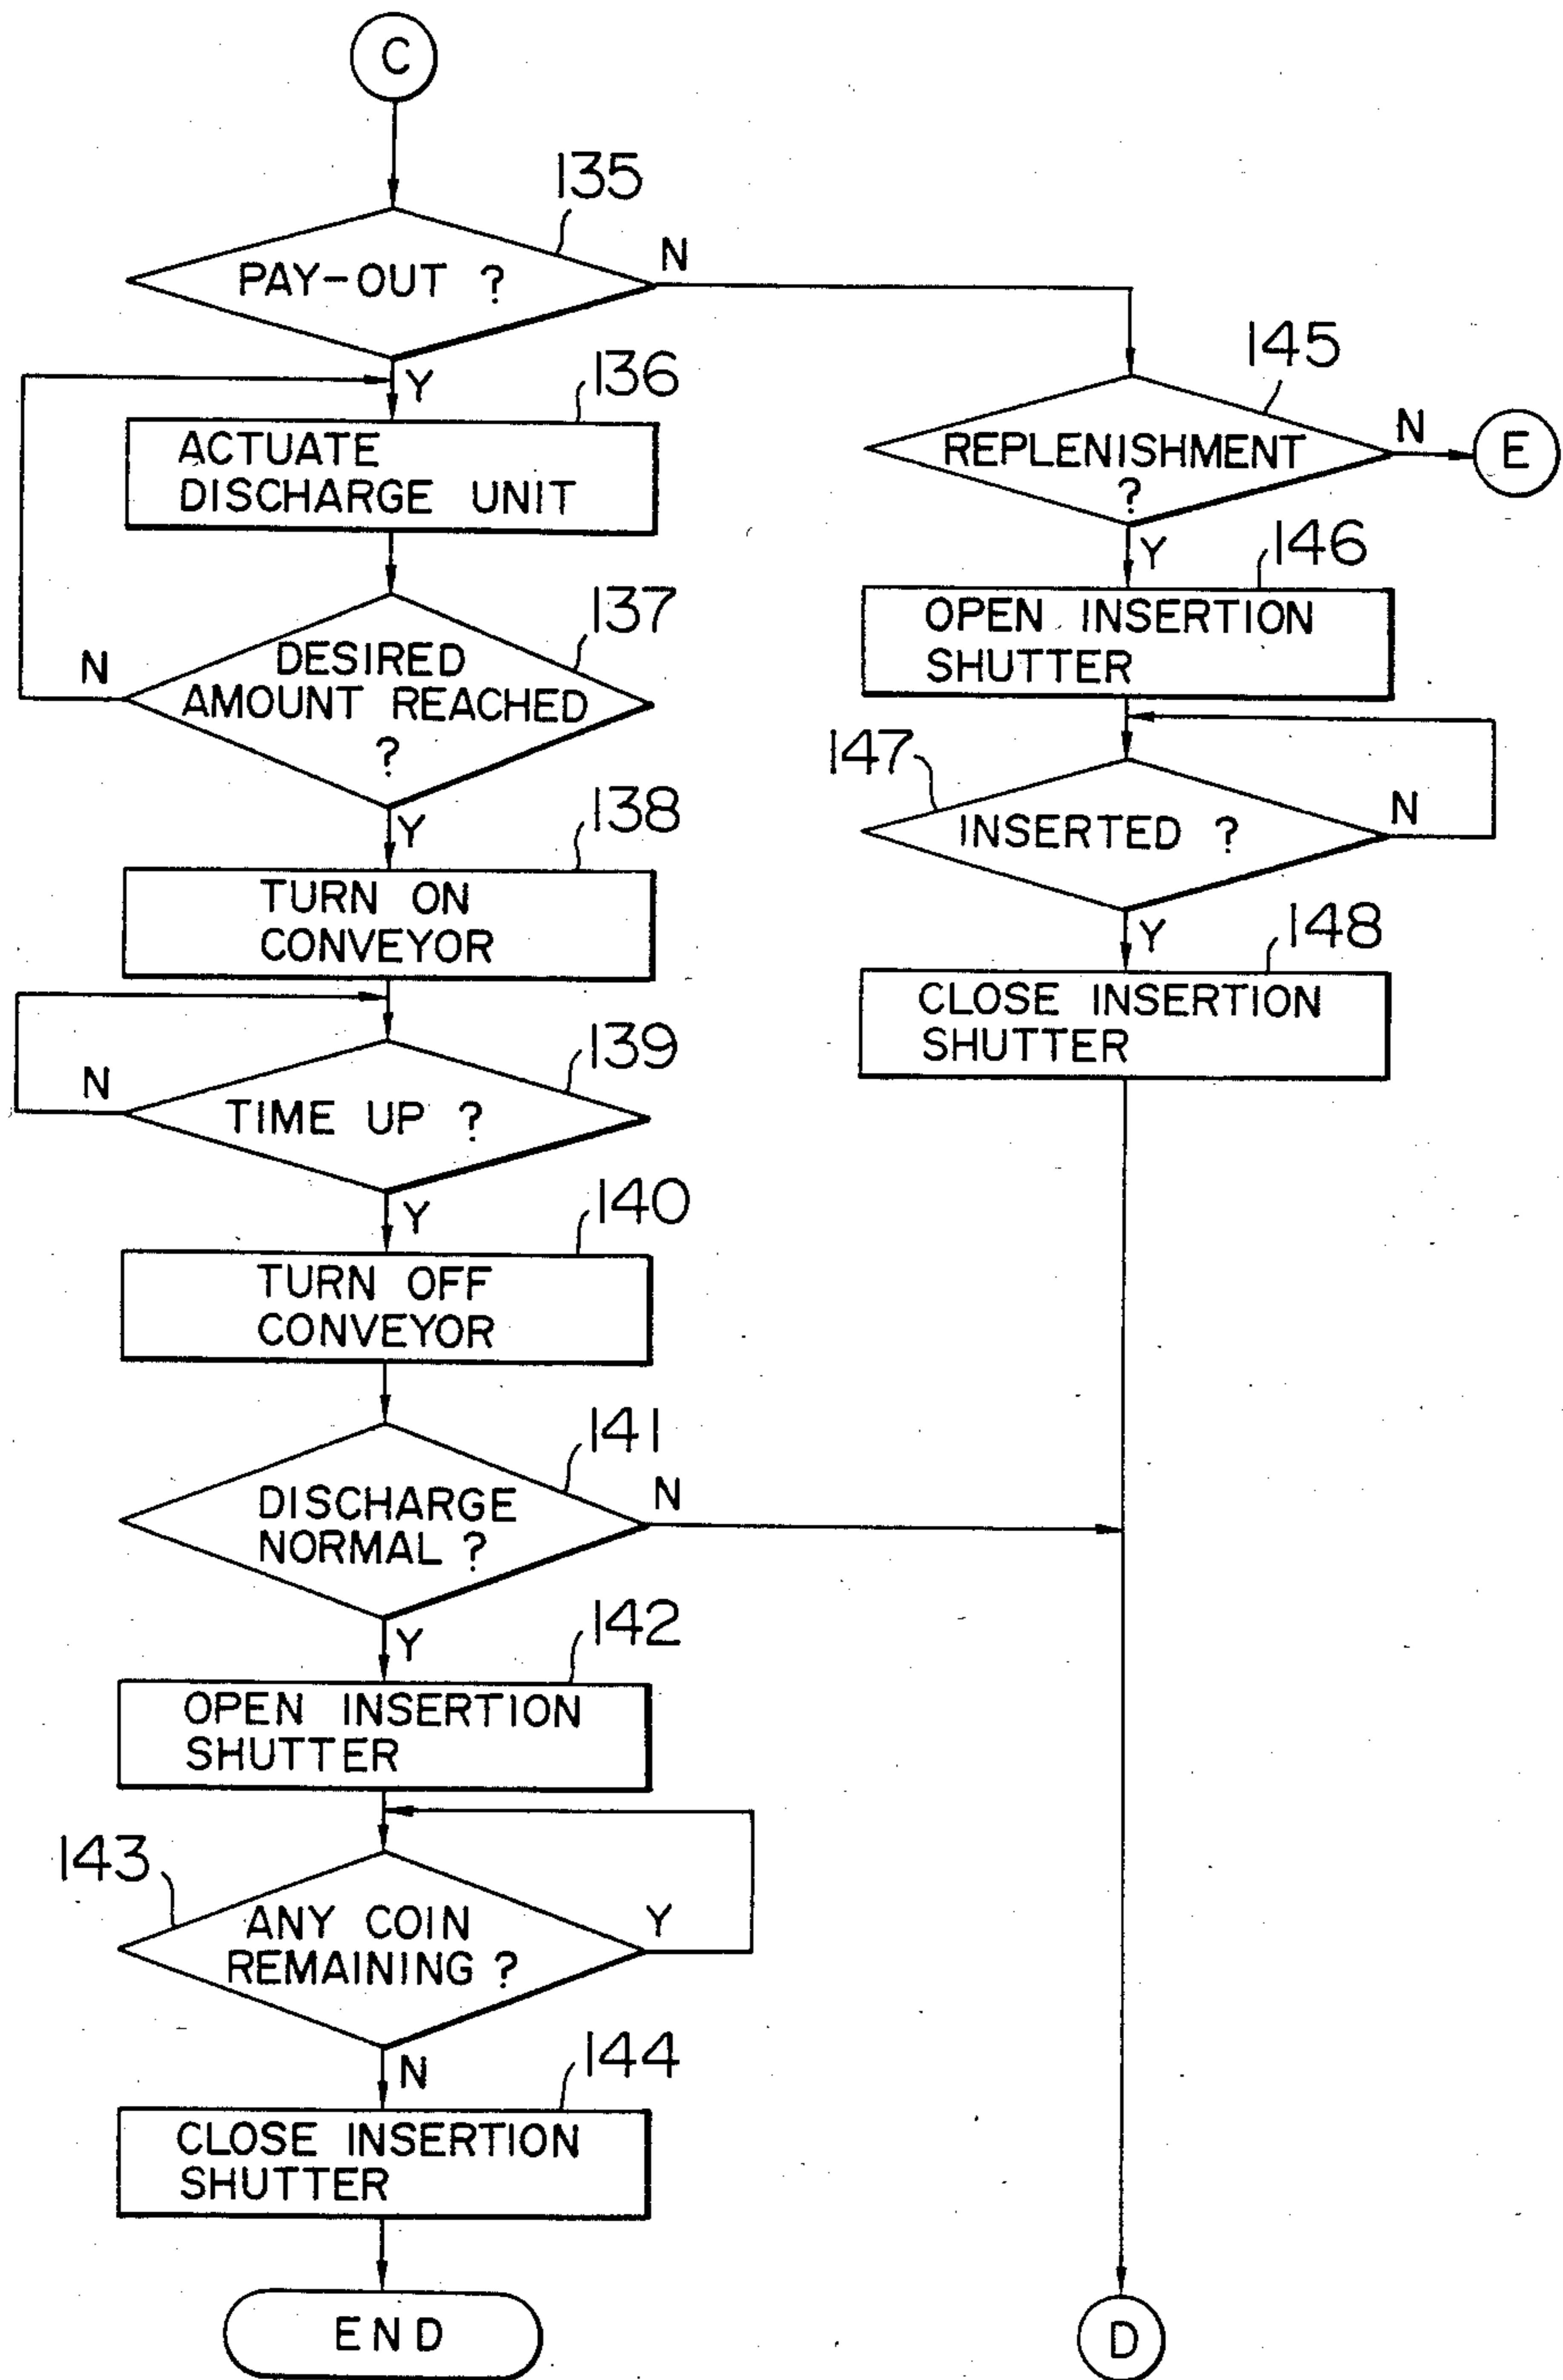 C
135
PAY-OUT ?
N
Y
136
ACTUATE
DISCHARGE UNIT
137
DESIRED
AMOUNT REACHED
?
N
Y
138
TURN ON
CONVEYOR
139
TIME UP ?
N
Y
140
TURN OFF
CONVEYOR
141
DISCHARGE
NORMAL ?
N
Y
142
OPEN INSERTION
SHUTTER
143
ANY COIN
REMAINING ?
Y
N
144
CLOSE INSERTION
SHUTTER
END
145
REPLENISHMENT
?
N
E
Y
146
OPEN INSERTION
SHUTTER
147
INSERTED ?
N
Y
148
CLOSE INSERTION
SHUTTER
D